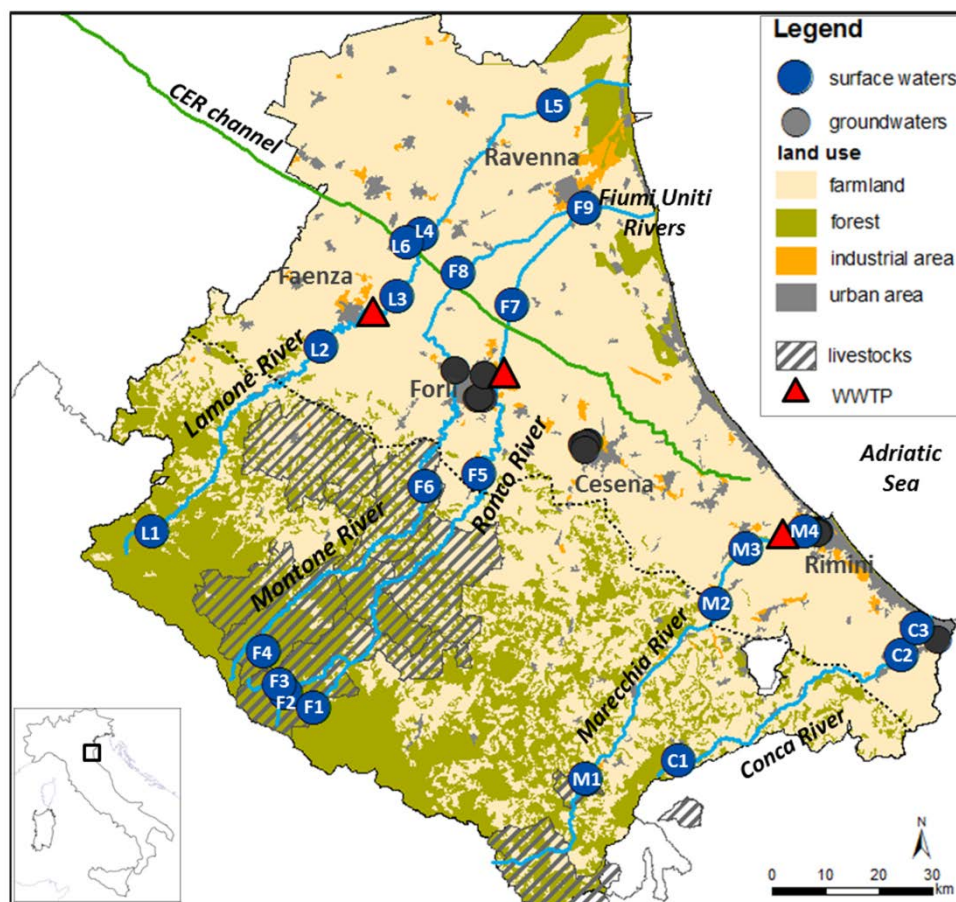 Legend
surface waters
groundwaters
land use
farmland
forest
industrial area
urban area
livestocks
WWTP
CER channel
L5
Ravenna
F9
Fiumi Uniti
Rivers
L4
L6
F8
Faenza
L3
F7
L2
Lamone River
Forlì
Adriatic
Sea
Cesena
F5
F6
Ronco River
L1
Montone River
M4
M3
Rimini
M2
C3
C2
F4
Marecchia River
F3
F2
F1
Conca River
C1
M1
N
0 5 10 20 30
km